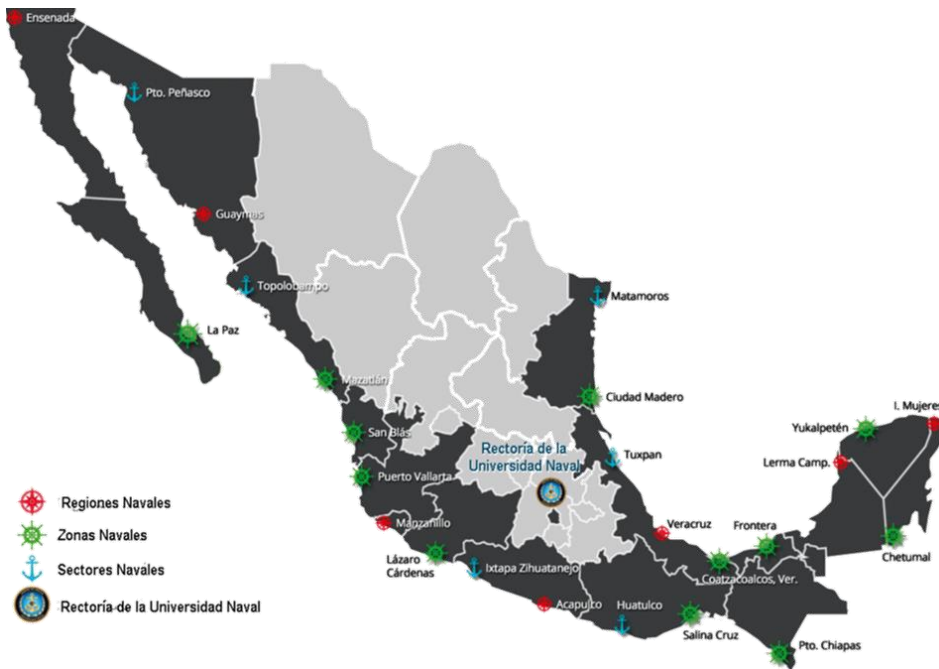 Ensenada
Pto. Peñasco
Guaymas
Topolobampo
Matamoros
La Paz
Mazatlán
Ciudad Madero
I. Mujeres
San Blás
Yukalpetén
Rectoría de la
Universidad Naval
Tuxpan
Lerma Camp.
Puerto Vallarta
Regiones Navales
Manzanillo
Veracruz
Frontera
Zonas Navales
Lázaro
Cárdenas
Chetumal
Sectores Navales
Ixtapa Zihuatanejo
Coatzacoalcos, Ver.
Rectoría de la Universidad Naval
Acapulco
Huatulco
Salina Cruz
Pto. Chiapas